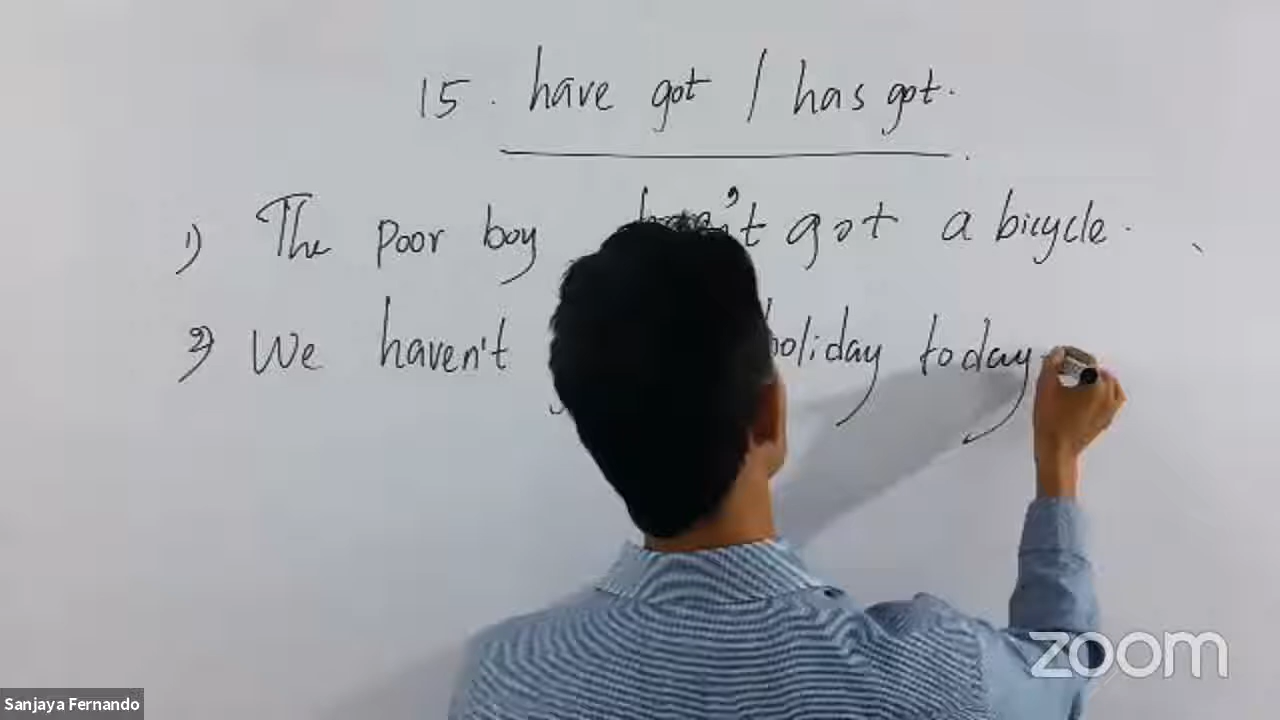 15. have got / has got.
1) The poor boy hasn't got a bicycle.
2) We haven't holiday today
zoom
Sanjaya Fernando